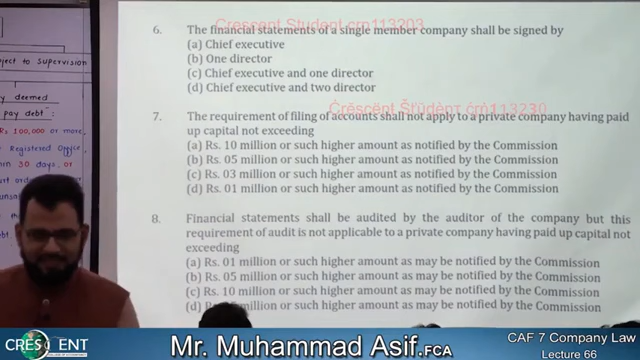 Crescent Student crn113203
6. The financial statements of a single member company shall be signed by
(a) Chief executive
(b) One director
(c) Chief executive and one director
(d) Chief executive and two director
7. The requirement of filing of accounts shall not apply to a private company having paid
up capital not exceeding
(a) Rs. 10 million or such higher amount as notified by the Commission
(b) Rs. 05 million or such higher amount as notified by the Commission
(c) Rs. 03 million or such higher amount as notified by the Commission
(d) Rs. 01 million or such higher amount as notified by the Commission
8. Financial statements shall be audited by the auditor of the company but this
requirement of audit is not applicable to a private company having paid up capital not
exceeding
(a) Rs. 01 million or such higher amount as may be notified by the Commission
(b) Rs. 05 million or such higher amount as may be notified by the Commission
(c) Rs. 10 million or such higher amount as may be notified by the Commission
(d) million or such higher amount as may be notified by the Commission
to Supervision
deemed
pay debt":
Rs 100,000 or more,
Registered Office
30 days, or
CRESCENT
Mr. Muhammad Asif.FCA
CAF 7 Company Law
Lecture 66